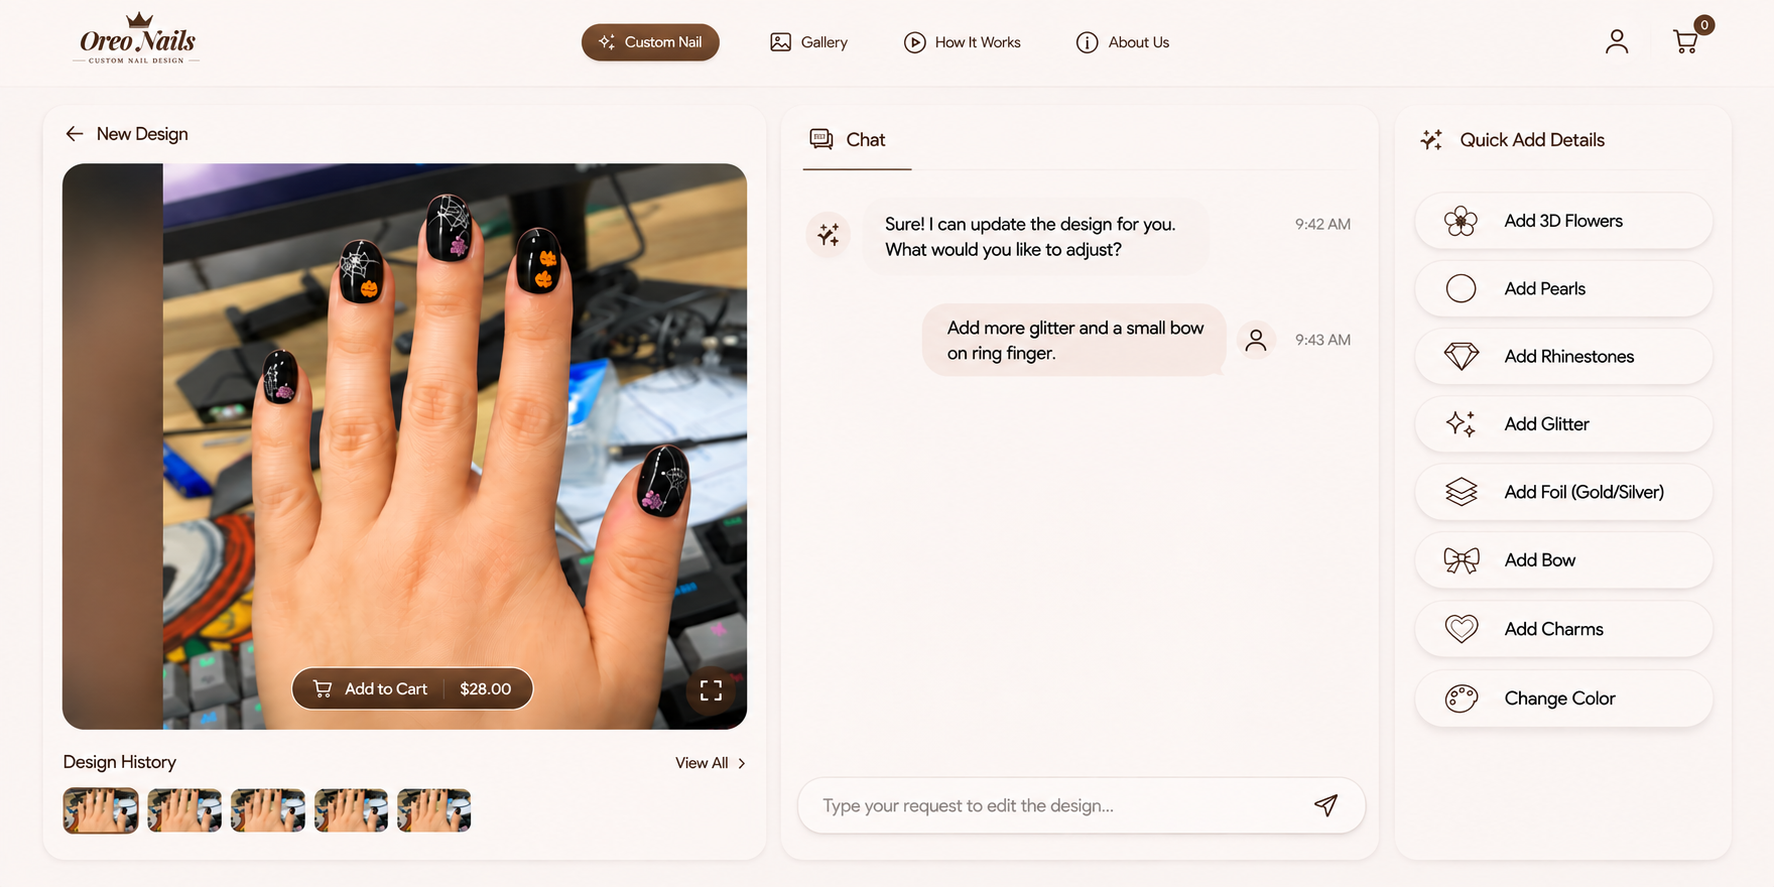 Oreo Nails
CUSTOM NAIL DESIGN
Custom Nail
Gallery
How It Works
About Us
0
New Design
Add to Cart
$28.00
Design History
View All
Chat
Sure! I can update the design for you.
What would you like to adjust?
9:42 AM
Add more glitter and a small bow
on ring finger.
9:43 AM
Type your request to edit the design...
Quick Add Details
Add 3D Flowers
Add Pearls
Add Rhinestones
Add Glitter
Add Foil (Gold/Silver)
Add Bow
Add Charms
Change Color